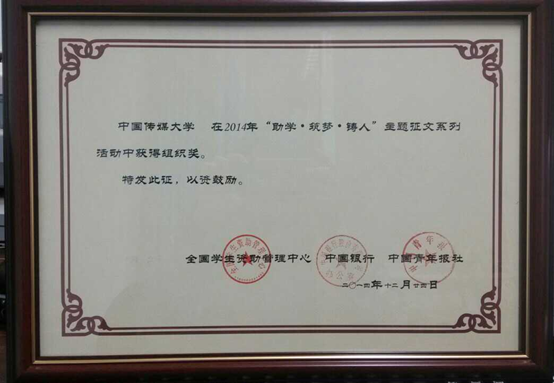 中国传媒大学 在2014年“助学·筑梦·铸人”主题征文系列
活动中获得组织奖。
特发此证，以资鼓励。
全国学生资助管理中心 中国银行 中国青年报社
二〇一四年十二月廿四日